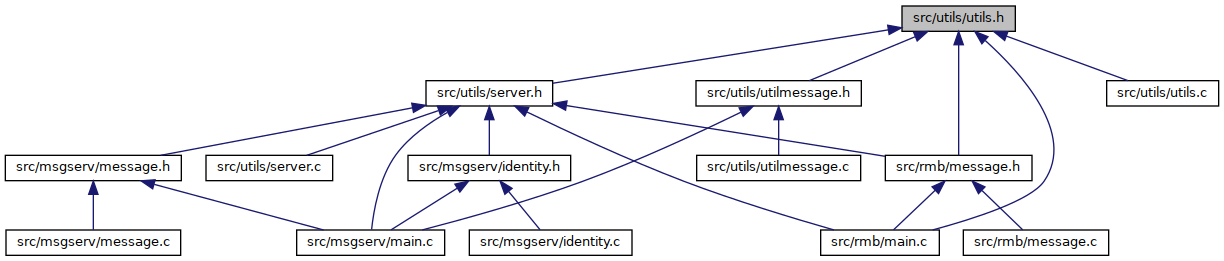 src/utils/utils.h
src/utils/server.h
src/utils/utilmessage.h
src/utils/utils.c
src/msgserv/message.h
src/utils/server.c
src/msgserv/identity.h
src/utils/utilmessage.c
src/rmb/message.h
src/msgserv/message.c
src/msgserv/main.c
src/msgserv/identity.c
src/rmb/main.c
src/rmb/message.c